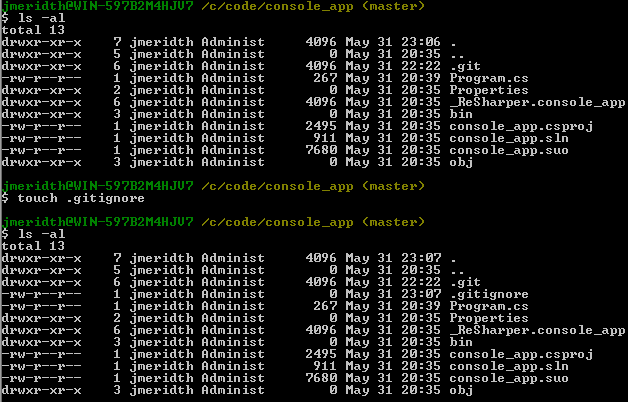 jmeridth@WIN-597B2M4HJV7 /c/code/console_app (master)
$ ls -al
total 13
drwxr-xr-x    7 jmeridth Administ     4096 May 31 23:06 .
drwxr-xr-x    5 jmeridth Administ        0 May 31 20:35 ..
drwxr-xr-x    6 jmeridth Administ     4096 May 31 22:22 .git
-rw-r--r--    1 jmeridth Administ      267 May 31 20:39 Program.cs
drwxr-xr-x    2 jmeridth Administ        0 May 31 20:35 Properties
drwxr-xr-x    6 jmeridth Administ     4096 May 31 20:35 _ReSharper.console_app
drwxr-xr-x    3 jmeridth Administ        0 May 31 20:35 bin
-rw-r--r--    1 jmeridth Administ     2495 May 31 20:35 console_app.csproj
-rw-r--r--    1 jmeridth Administ      911 May 31 20:35 console_app.sln
-rw-r--r--    1 jmeridth Administ     7680 May 31 20:35 console_app.suo
drwxr-xr-x    3 jmeridth Administ        0 May 31 20:35 obj
jmeridth@WIN-597B2M4HJV7 /c/code/console_app (master)
$ touch .gitignore
jmeridth@WIN-597B2M4HJV7 /c/code/console_app (master)
$ ls -al
total 13
drwxr-xr-x    7 jmeridth Administ     4096 May 31 23:07 .
drwxr-xr-x    5 jmeridth Administ        0 May 31 20:35 ..
drwxr-xr-x    6 jmeridth Administ     4096 May 31 22:22 .git
-rw-r--r--    1 jmeridth Administ        0 May 31 23:07 .gitignore
-rw-r--r--    1 jmeridth Administ      267 May 31 20:39 Program.cs
drwxr-xr-x    2 jmeridth Administ        0 May 31 20:35 Properties
drwxr-xr-x    6 jmeridth Administ     4096 May 31 20:35 _ReSharper.console_app
drwxr-xr-x    3 jmeridth Administ        0 May 31 20:35 bin
-rw-r--r--    1 jmeridth Administ     2495 May 31 20:35 console_app.csproj
-rw-r--r--    1 jmeridth Administ      911 May 31 20:35 console_app.sln
-rw-r--r--    1 jmeridth Administ     7680 May 31 20:35 console_app.suo
drwxr-xr-x    3 jmeridth Administ        0 May 31 20:35 obj